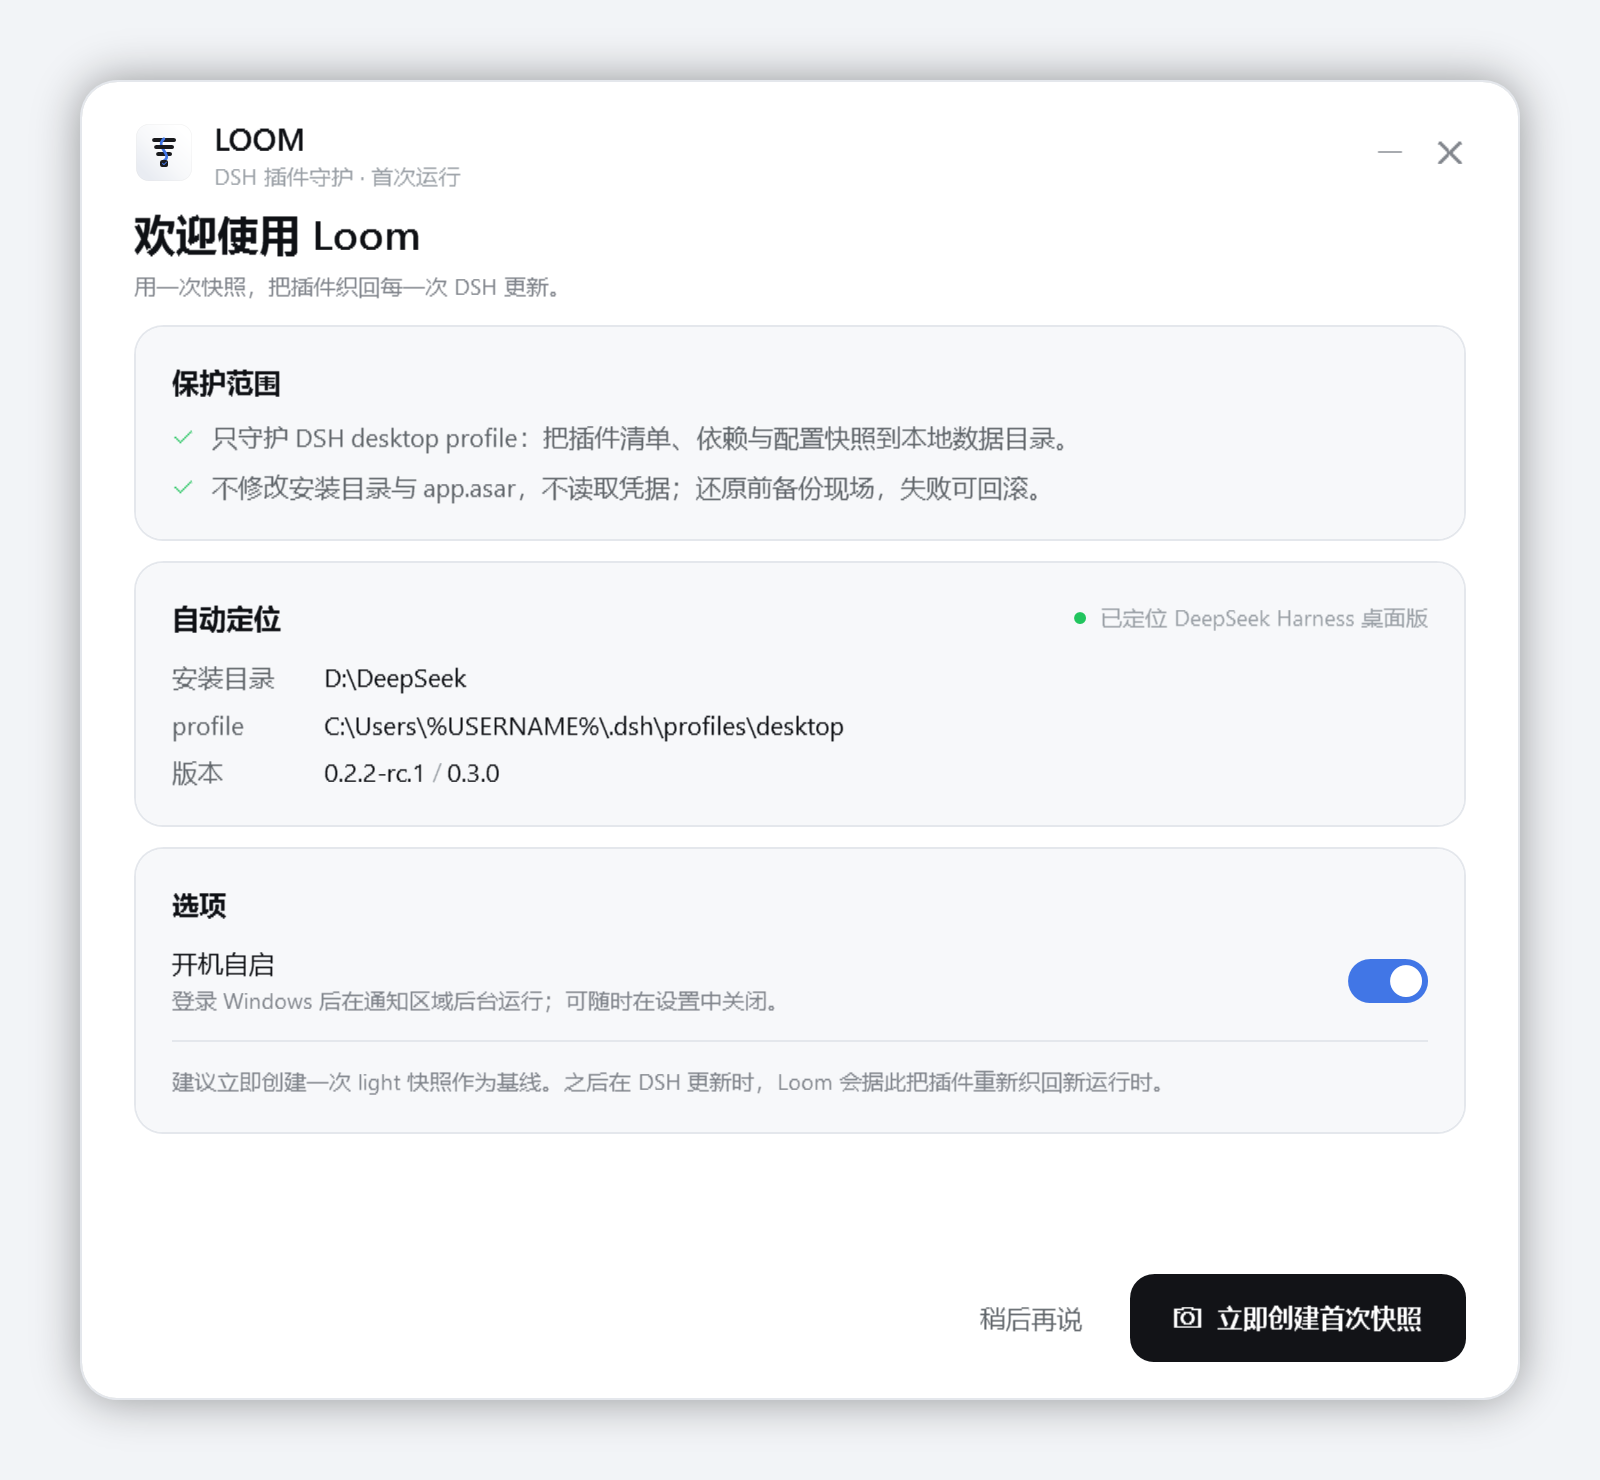 LOOM
DSH 插件守护 · 首次运行
欢迎使用 Loom
用一次快照，把插件织回每一次 DSH 更新。
保护范围
只守护 DSH desktop profile：把插件清单、依赖与配置快照到本地数据目录。
不修改安装目录与 app.asar，不读取凭据；还原前备份现场，失败可回滚。
自动定位
已定位 DeepSeek Harness 桌面版
安装目录 D:\DeepSeek
profile C:\Users\%USERNAME%\.dsh\profiles\desktop
版本 0.2.2-rc.1 / 0.3.0
选项
开机自启
登录 Windows 后在通知区域后台运行；可随时在设置中关闭。
建议立即创建一次 light 快照作为基线。之后在 DSH 更新时，Loom 会据此把插件重新织回新运行时。
稍后再说
立即创建首次快照